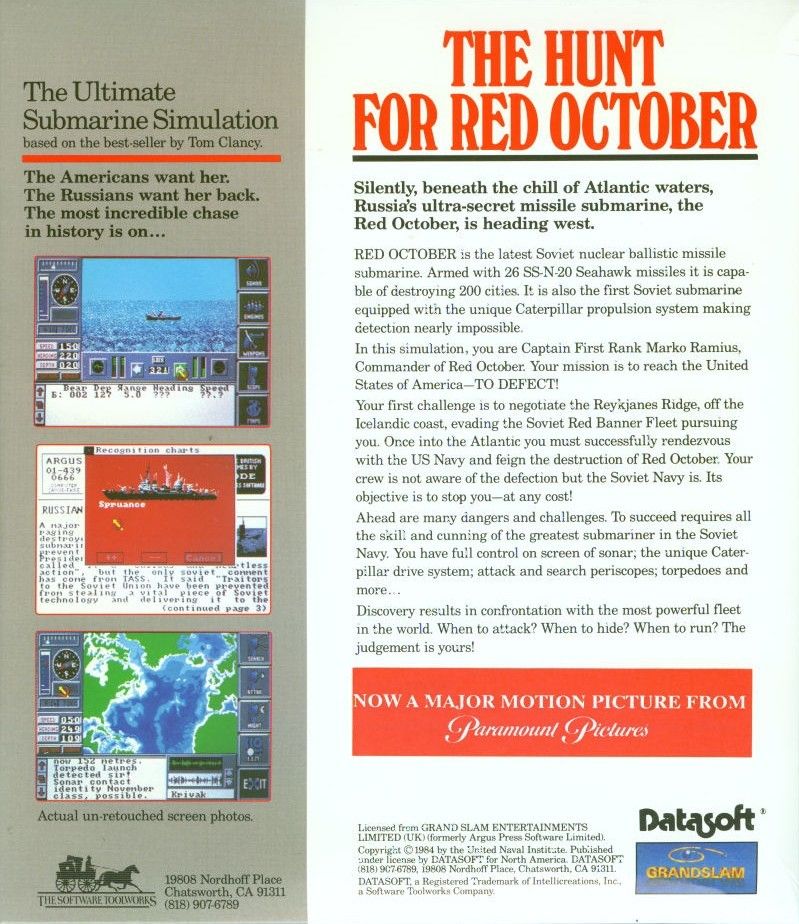 The Ultimate
Submarine Simulation
based on the best-seller by Tom Clancy.
The Americans want her.
The Russians want her back.
The most incredible chase
in history is on...
SONAR
ENGINES
WEAPONS
SPEED 150
HEADING 220
DEPTH 020
321
Bear Dep Range Heading Speed
002 127 5.0 ??? ??.?
Recognition charts
ARGUS
01-439
0666
Spruance
++
--
Cancel
RUSSIAN
A major
raging
called
action", but the only soviet comment
has come from TASS. It said "Traitors
to the Soviet Union have been prevented
from stealing a vital piece of Soviet
technology and delivering it to the
(continued page 3)
SPEED 050
HEADING 249
DEPTH 109
now 152 metres.
Torpedo launch
detected sir!
Sonar contact
identity November
class, possible.
Krivak
EXIT
Actual un-retouched screen photos.
THE SOFTWARE TOOLWORKS
19808 Nordhoff Place
Chatsworth, CA 91311
(818) 907-6789
THE HUNT
FOR RED OCTOBER
Silently, beneath the chill of Atlantic waters,
Russia's ultra-secret missile submarine, the
Red October, is heading west.
RED OCTOBER is the latest Soviet nuclear ballistic missile
submarine. Armed with 26 SS-N-20 Seahawk missiles it is capa-
ble of destroying 200 cities. It is also the first Soviet submarine
equipped with the unique Caterpillar propulsion system making
detection nearly impossible.
In this simulation, you are Captain First Rank Marko Ramius,
Commander of Red October. Your mission is to reach the United
States of America—TO DEFECT!
Your first challenge is to negotiate the Reykjanes Ridge, off the
Icelandic coast, evading the Soviet Red Banner Fleet pursuing
you. Once into the Atlantic you must successfully rendezvous
with the US Navy and feign the destruction of Red October. Your
crew is not aware of the defection but the Soviet Navy is. Its
objective is to stop you—at any cost!
Ahead are many dangers and challenges. To succeed requires all
the skill and cunning of the greatest submariner in the Soviet
Navy. You have full control on screen of sonar; the unique Cater-
pillar drive system; attack and search periscopes; torpedoes and
more...
Discovery results in confrontation with the most powerful fleet
in the world. When to attack? When to hide? When to run? The
judgement is yours!
NOW A MAJOR MOTION PICTURE FROM
Paramount Pictures
Licensed from GRAND SLAM ENTERTAINMENTS
LIMITED (UK) (formerly Argus Press Software Limited).
Copyright © 1984 by the United Naval Institute. Published
under license by DATASOFT for North America. DATASOFT
(818) 907-6789, 19808 Nordhoff Place, Chatsworth, CA 91311.
DATASOFT, a Registered Trademark of Intellicreations, Inc.,
a Software Toolworks Company.
Datasoft®
GRANDSLAM